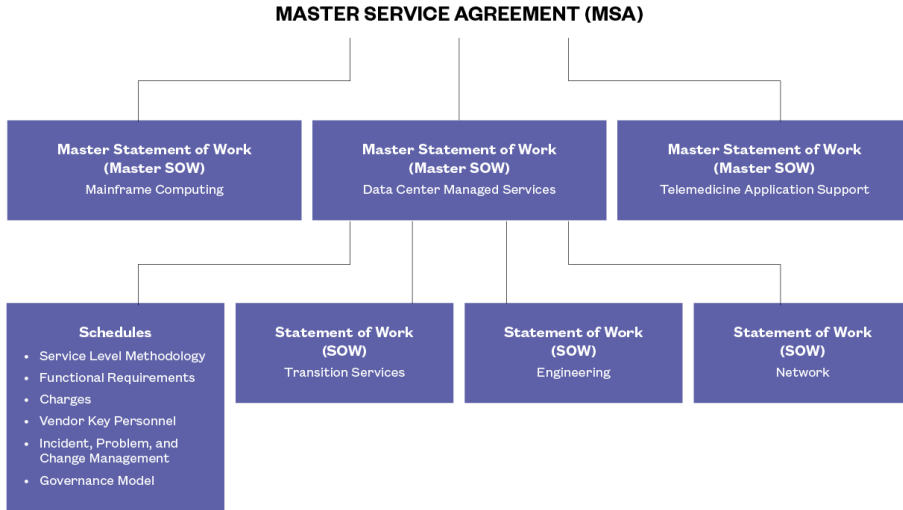 MASTER SERVICE AGREEMENT (MSA)
Master Statement of Work
(Master SOW)
Mainframe Computing
Master Statement of Work
(Master SOW)
Data Center Managed Services
Master Statement of Work
(Master SOW)
Telemedicine Application Support
Schedules
• Service Level Methodology
• Functional Requirements
• Charges
• Vendor Key Personnel
• Incident, Problem, and
Change Management
• Governance Model
Statement of Work
(SOW)
Transition Services
Statement of Work
(SOW)
Engineering
Statement of Work
(SOW)
Network